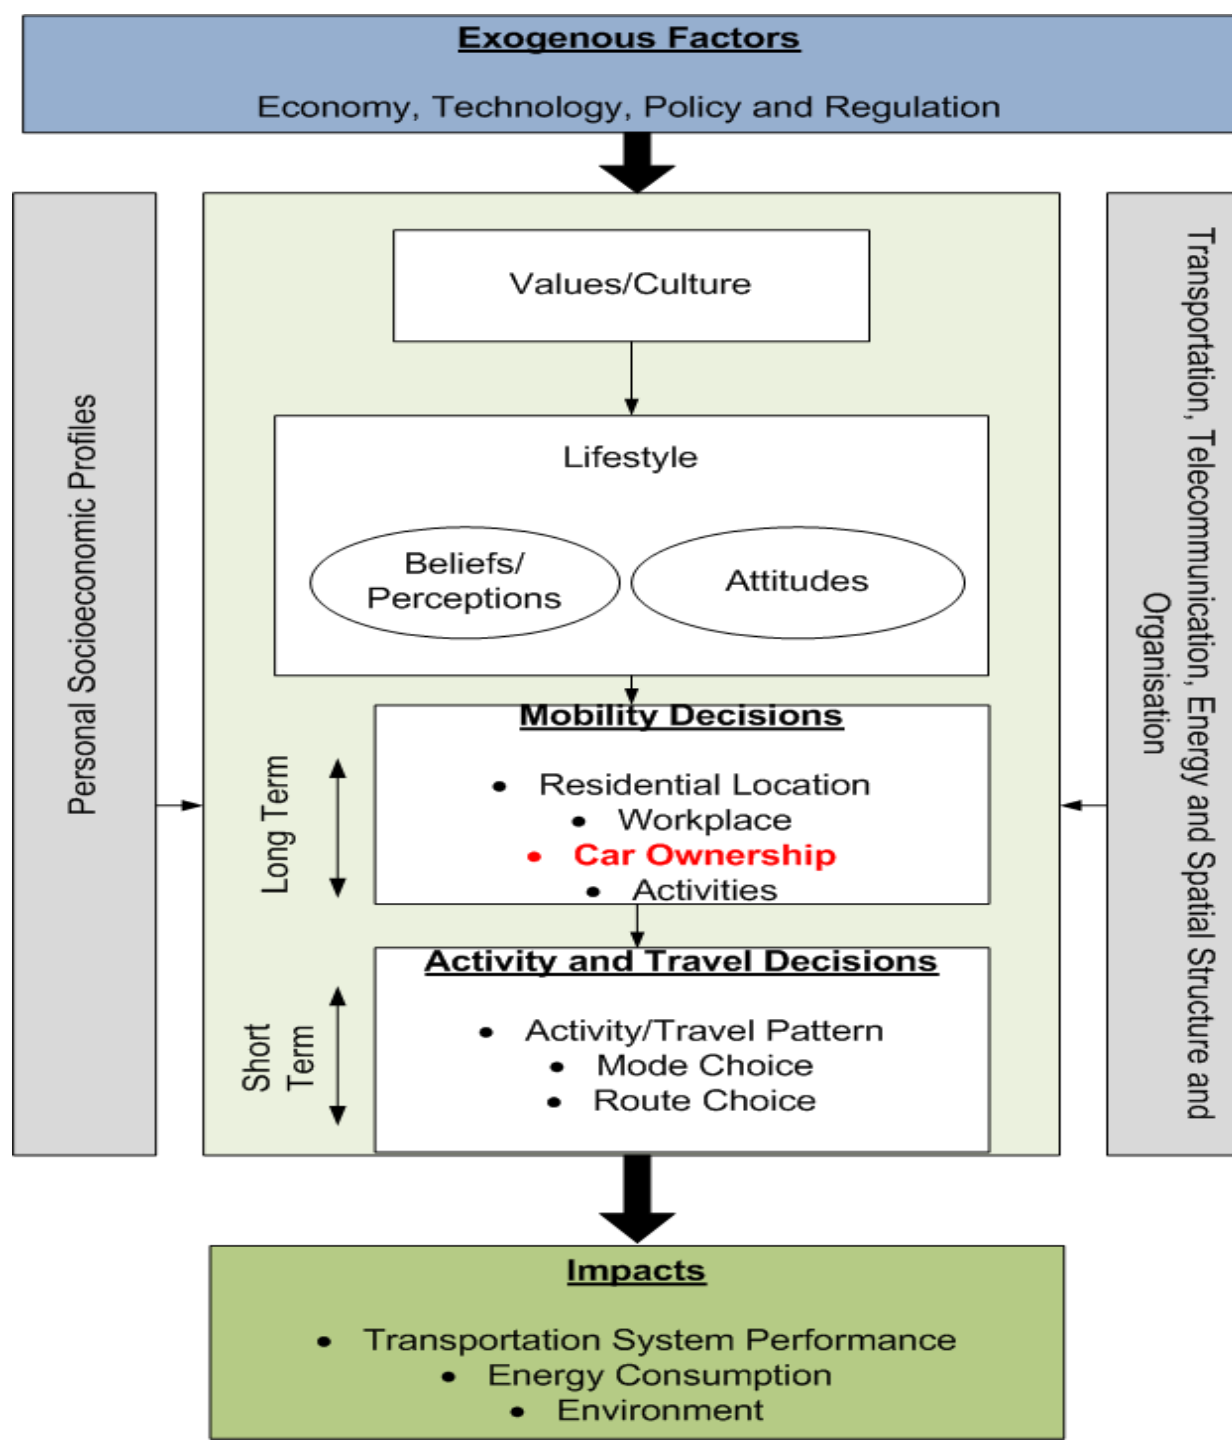 Exogenous Factors
Economy, Technology, Policy and Regulation
Personal Socioeconomic Profiles
Values/Culture
Lifestyle
Beliefs/
Perceptions
Attitudes
Long Term
Mobility Decisions
• Residential Location
• Workplace
• Car Ownership
• Activities
Short
Term
Activity and Travel Decisions
• Activity/Travel Pattern
• Mode Choice
• Route Choice
Transportation, Telecommunication, Energy and Spatial Structure and
Organisation
Impacts
• Transportation System Performance
• Energy Consumption
• Environment